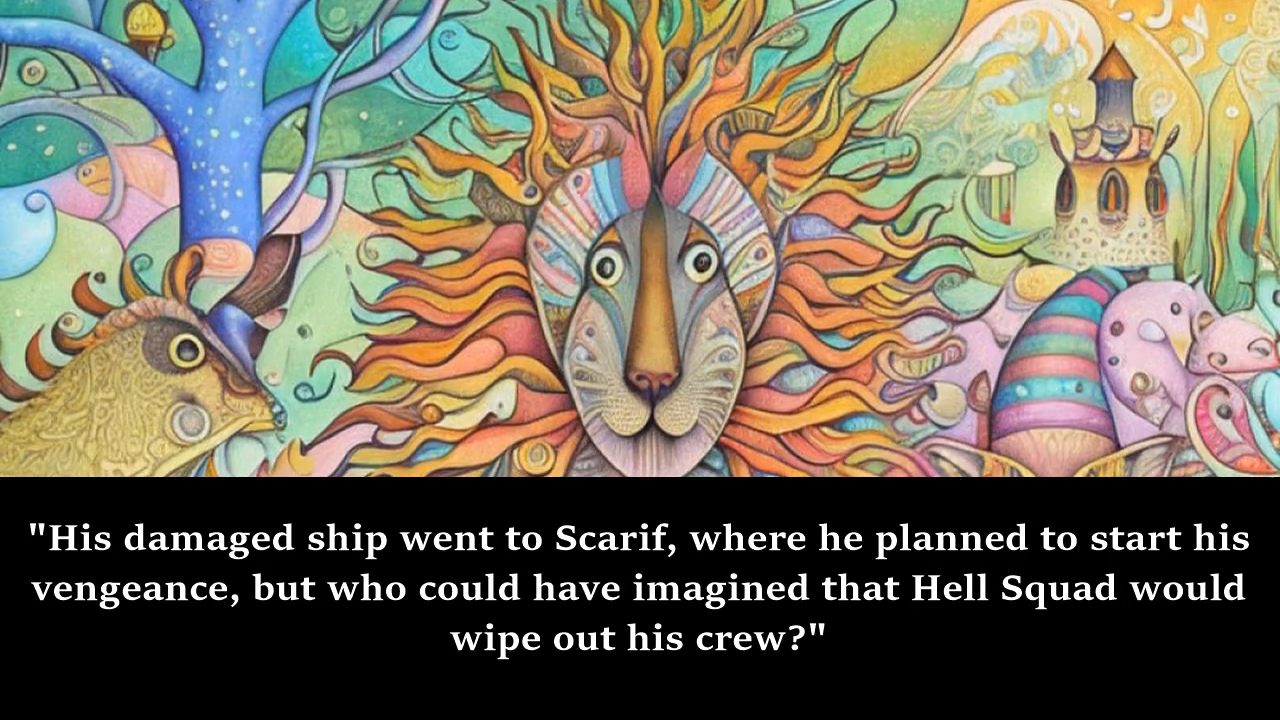 "His damaged ship went to Scarif, where he planned to start his
vengeance, but who could have imagined that Hell Squad would
wipe out his crew?"